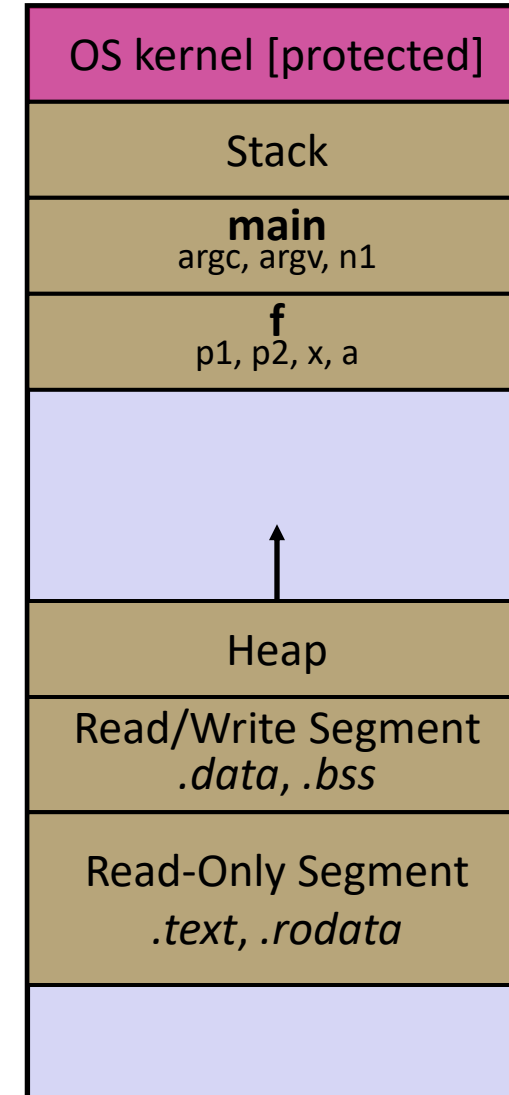 OS kernel [protected]
Stack
main
argc, argv, n1
f
p1, p2, x, a
Heap
Read/Write Segment
.data, .bss
Read-Only Segment
.text, .rodata